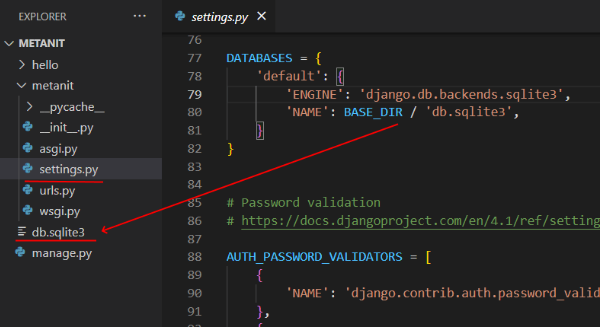 EXPLORER
...
settings.py ×
METANIT
> hello
metanit
> __pycache__
__init__.py
asgi.py
settings.py
urls.py
wsgi.py
db.sqlite3
manage.py
76
77 DATABASES = {
78 'default': {
79 'ENGINE': 'django.db.backends.sqlite3',
80 'NAME': BASE_DIR / 'db.sqlite3',
81 }
82 }
83
84
85 # Password validation
86 # https://docs.djangoproject.com/en/4.1/ref/setting
87
88 AUTH_PASSWORD_VALIDATORS = [
89 {
90 'NAME': 'django.contrib.auth.password_valid
91 },
92 {